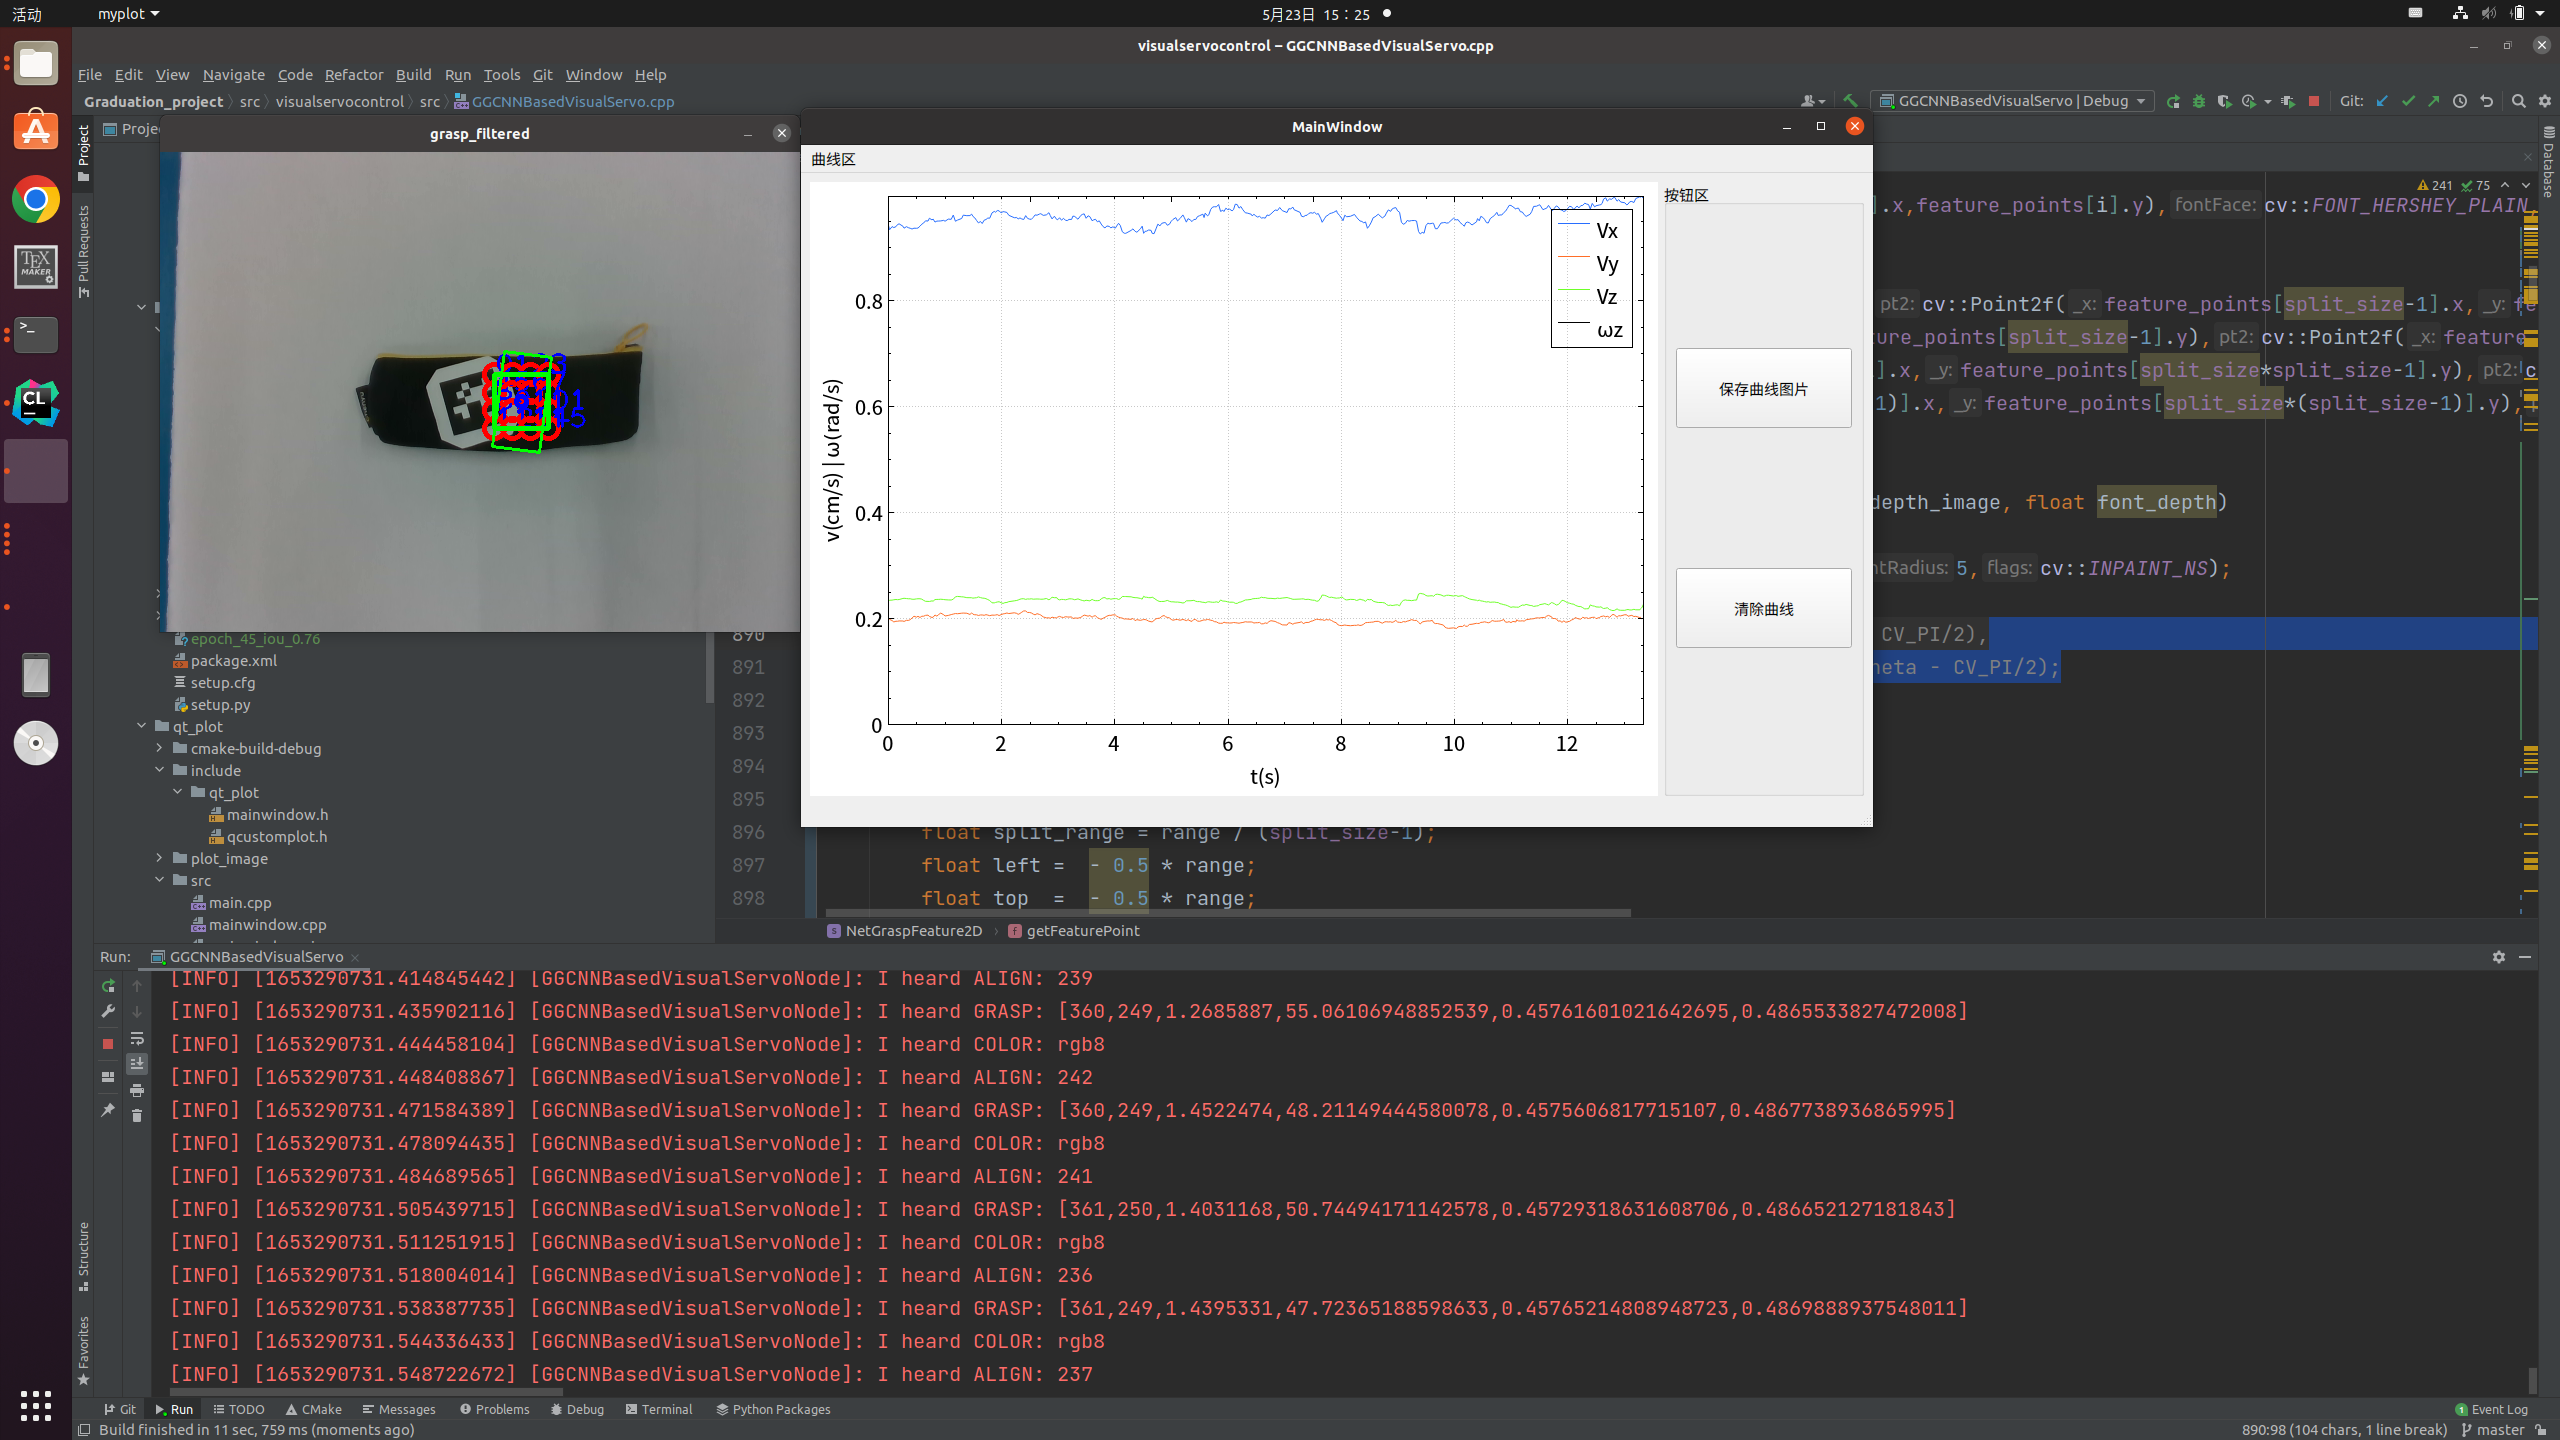 活动
myplot
5月23日 15：25
visualservocontrol – GGCNNBasedVisualServo.cpp
File Edit View Navigate Code Refactor Build Run Tools Git Window Help
Graduation_project 〉 src 〉 visualservocontrol 〉 src 〉 GGCNNBasedVisualServo.cpp
GGCNNBasedVisualServo | Debug
Git:
Project
Pull Requests
Structure
Favorites
Database
grasp_filtered
MainWindow
曲线区
Vx
Vy
Vz
ωz
v(cm/s) | ω(rad/s)
0.8
0.6
0.4
0.2
0
0 2 4 6 8 10 12
t(s)
按钮区
保存曲线图片
清除曲线
241 75
].x,feature_points[i].y), fontFace: cv::FONT_HERSHEY_PLAIN,
pt2: cv::Point2f( _x: feature_points[split_size-1].x, _y: fe
ure_points[split_size-1].y), pt2: cv::Point2f( _x: feature
].x, _y: feature_points[split_size*split_size-1].y), pt2: c
1)].x, _y: feature_points[split_size*(split_size-1)].y),
depth_image, float font_depth)
ntRadius: 5, flags: cv::INPAINT_NS);
CV_PI/2),
heta - CV_PI/2);
890
891
892
893
894
895
896 float split_range = range / (split_size-1);
897 float left = - 0.5 * range;
898 float top = - 0.5 * range;
epoch_45_iou_0.76
package.xml
setup.cfg
setup.py
qt_plot
cmake-build-debug
include
qt_plot
mainwindow.h
qcustomplot.h
plot_image
src
main.cpp
mainwindow.cpp
NetGraspFeature2D 〉 getFeaturePoint
Run: GGCNNBasedVisualServo
[INFO] [1653290731.414845442] [GGCNNBasedVisualServoNode]: I heard ALIGN: 239
[INFO] [1653290731.435902116] [GGCNNBasedVisualServoNode]: I heard GRASP: [360,249,1.2685887,55.06106948852539,0.45761601021642695,0.4865533827472008]
[INFO] [1653290731.444458104] [GGCNNBasedVisualServoNode]: I heard COLOR: rgb8
[INFO] [1653290731.448408867] [GGCNNBasedVisualServoNode]: I heard ALIGN: 242
[INFO] [1653290731.471584389] [GGCNNBasedVisualServoNode]: I heard GRASP: [360,249,1.4522474,48.21149444580078,0.4575606817715107,0.4867738936865995]
[INFO] [1653290731.478094435] [GGCNNBasedVisualServoNode]: I heard COLOR: rgb8
[INFO] [1653290731.484689565] [GGCNNBasedVisualServoNode]: I heard ALIGN: 241
[INFO] [1653290731.505439715] [GGCNNBasedVisualServoNode]: I heard GRASP: [361,250,1.4031168,50.74494171142578,0.45729318631608706,0.486652127181843]
[INFO] [1653290731.511251915] [GGCNNBasedVisualServoNode]: I heard COLOR: rgb8
[INFO] [1653290731.518004014] [GGCNNBasedVisualServoNode]: I heard ALIGN: 236
[INFO] [1653290731.538387735] [GGCNNBasedVisualServoNode]: I heard GRASP: [361,249,1.4395331,47.72365188598633,0.45765214808948723,0.4869888937548011]
[INFO] [1653290731.544336433] [GGCNNBasedVisualServoNode]: I heard COLOR: rgb8
[INFO] [1653290731.548722672] [GGCNNBasedVisualServoNode]: I heard ALIGN: 237
Git Run TODO CMake Messages Problems Debug Terminal Python Packages 1 Event Log
Build finished in 11 sec, 759 ms (moments ago)
890:98 (104 chars, 1 line break) master